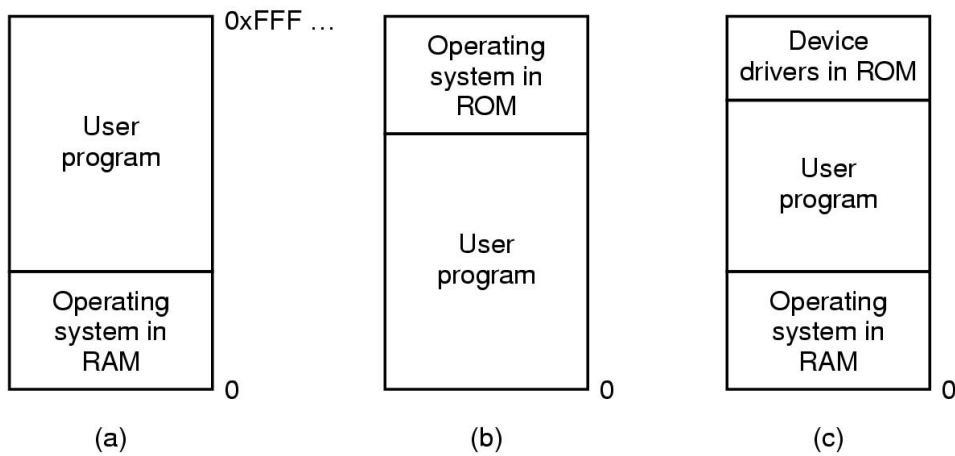 0xFFF …
User
program
Operating
system in
RAM
0
(a)
Operating
system in
ROM
User
program
0
(b)
Device
drivers in ROM
User
program
Operating
system in
RAM
0
(c)